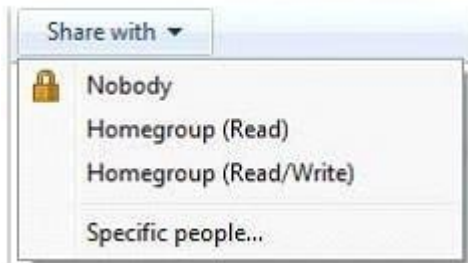 Share with
Nobody
Homegroup (Read)
Homegroup (Read/Write)
Specific people...